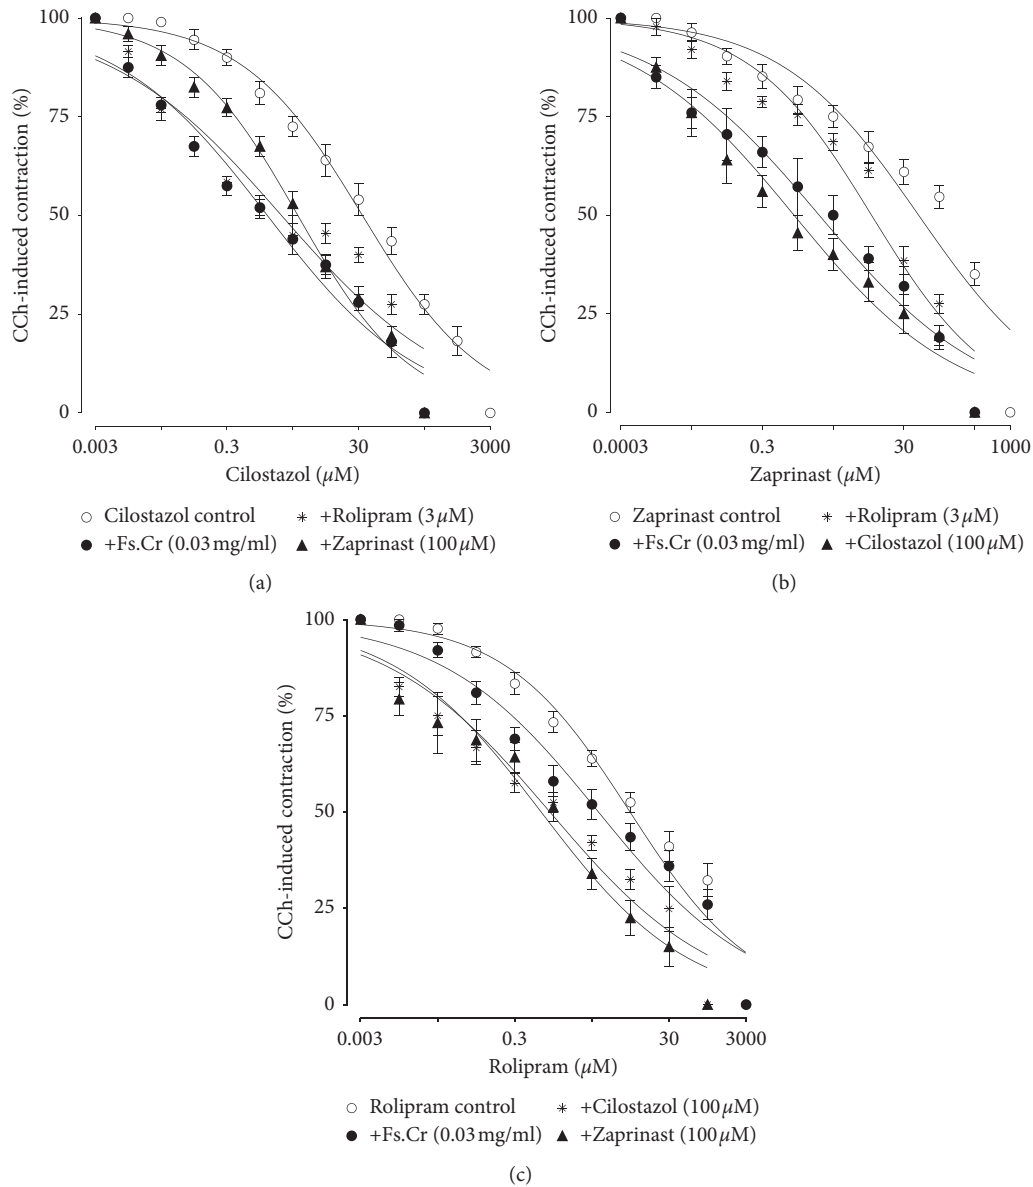 100
75
50
25
0
CCh-induced contraction (%)
0.003
0.3
30
3000
Cilostazol (μM)
Cilostazol control
+Rolipram (3 μM)
+Fs.Cr (0.03 mg/ml)
+Zaprinast (100 μM)
(a)
100
75
50
25
0
CCh-induced contraction (%)
0.0003
0.3
30
1000
Zaprinast (μM)
Zaprinast control
+Rolipram (3 μM)
+Fs.Cr (0.03 mg/ml)
+Cilostazol (100 μM)
(b)
100
75
50
25
0
CCh-induced contraction (%)
0.003
0.3
30
3000
Rolipram (μM)
Rolipram control
+Cilostazol (100 μM)
+Fs.Cr (0.03 mg/ml)
+Zaprinast (100 μM)
(c)